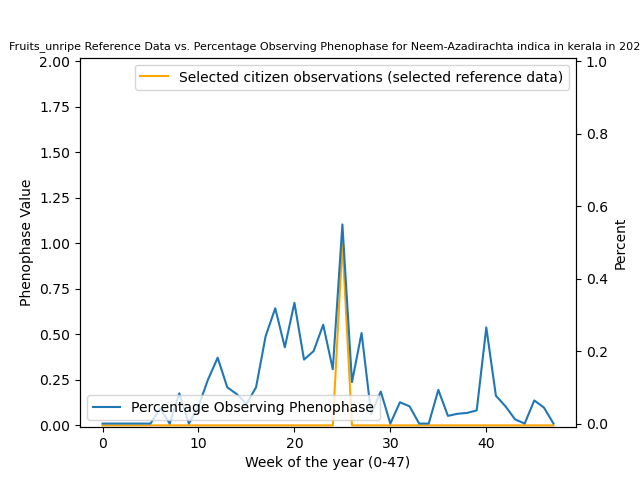 Fruits_unripe Reference Data vs. Percentage Observing Phenophase for Neem-Azadirachta indica in kerala in 202
Selected citizen observations (selected reference data)
Percentage Observing Phenophase
Phenophase Value
2.00
1.75
1.50
1.25
1.00
0.75
0.50
0.25
0.00
Percent
1.0
0.8
0.6
0.4
0.2
0.0
0 10 20 30 40
Week of the year (0-47)